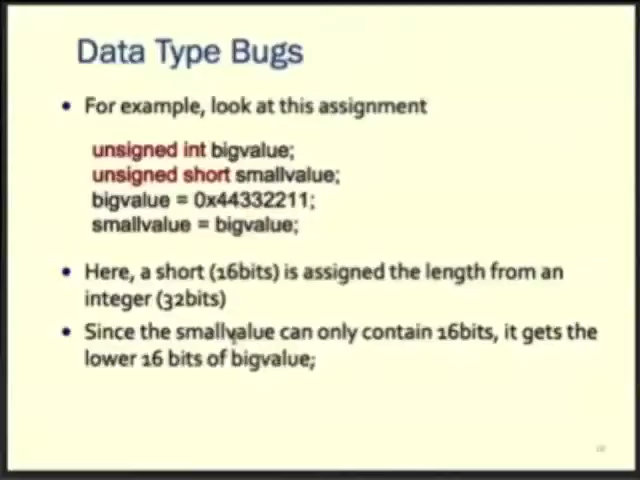 Data Type Bugs
• For example, look at this assignment
unsigned int bigvalue;
unsigned short smallvalue;
bigvalue = 0x44332211;
smallvalue = bigvalue;
• Here, a short (16bits) is assigned the length from an
integer (32bits)
• Since the smallvalue can only contain 16bits, it gets the
lower 16 bits of bigvalue;